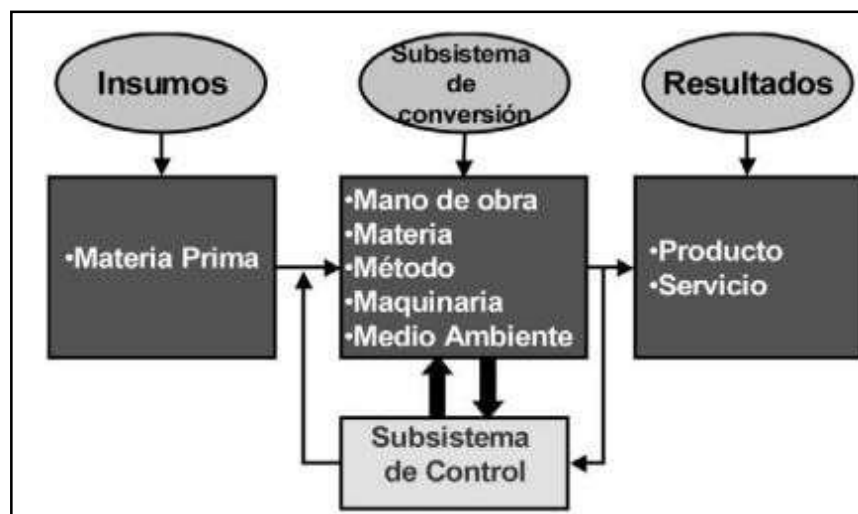 Insumos
Subsistema
de
conversión
Resultados
•Materia Prima
•Mano de obra
•Materia
•Método
•Maquinaria
•Medio Ambiente
•Producto
•Servicio
Subsistema
de Control